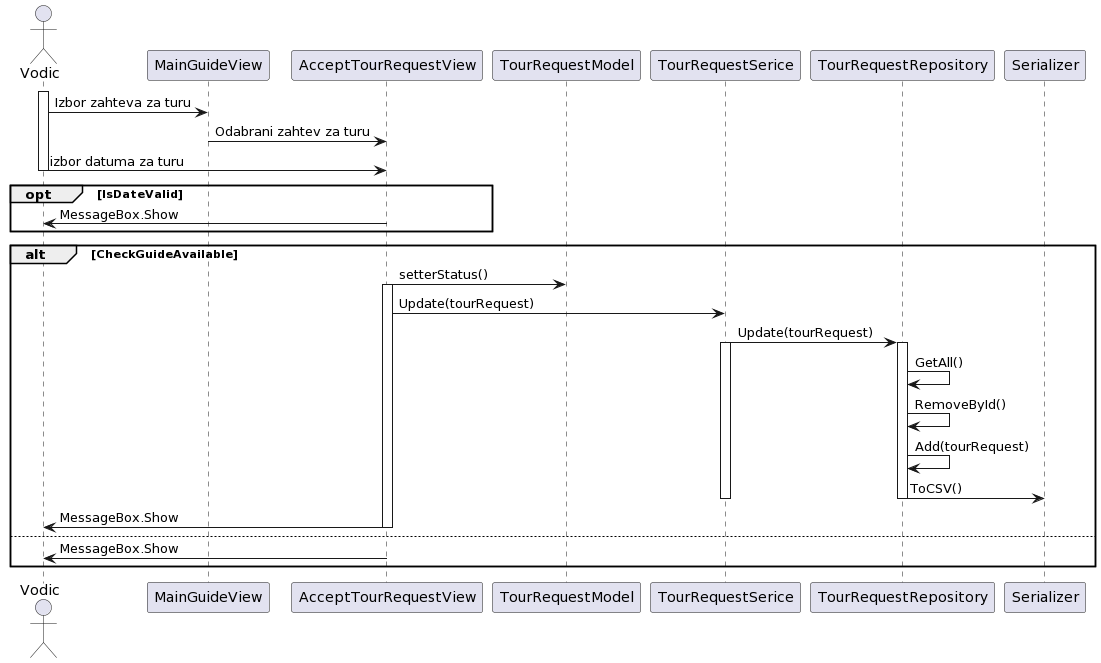 Vodic
MainGuideView
AcceptTourRequestView
TourRequestModel
TourRequestSerice
TourRequestRepository
Serializer
Izbor zahteva za turu
Odabrani zahtev za turu
izbor datuma za turu
opt [IsDateValid]
MessageBox.Show
alt [CheckGuideAvailable]
setterStatus()
Update(tourRequest)
Update(tourRequest)
GetAll()
RemoveById()
Add(tourRequest)
ToCSV()
MessageBox.Show
MessageBox.Show
Vodic
MainGuideView
AcceptTourRequestView
TourRequestModel
TourRequestSerice
TourRequestRepository
Serializer